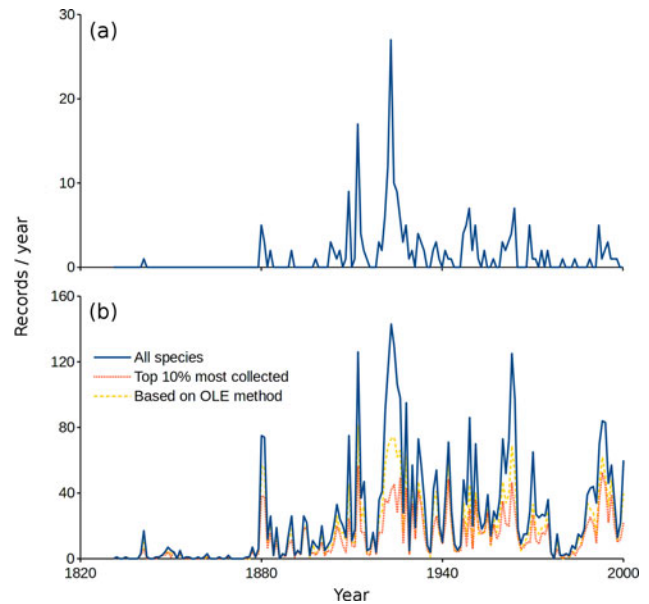 (a)
30
20
10
0
Records / year
(b)
160
120
80
40
0
All species
Top 10% most collected
Based on OLE method
1820
1880
1940
2000
Year